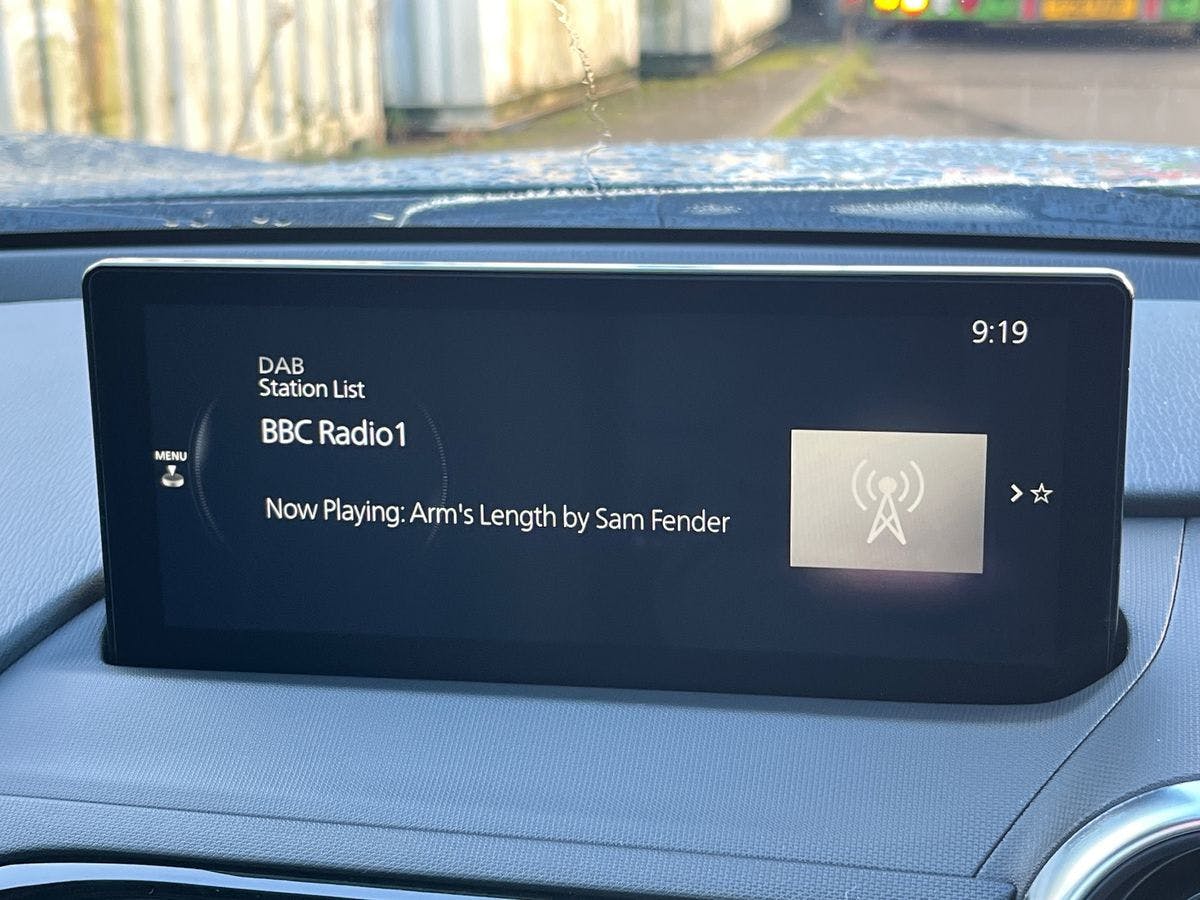 9:19
DAB
Station List
BBC Radio1
MENU
Now Playing: Arm's Length by Sam Fender